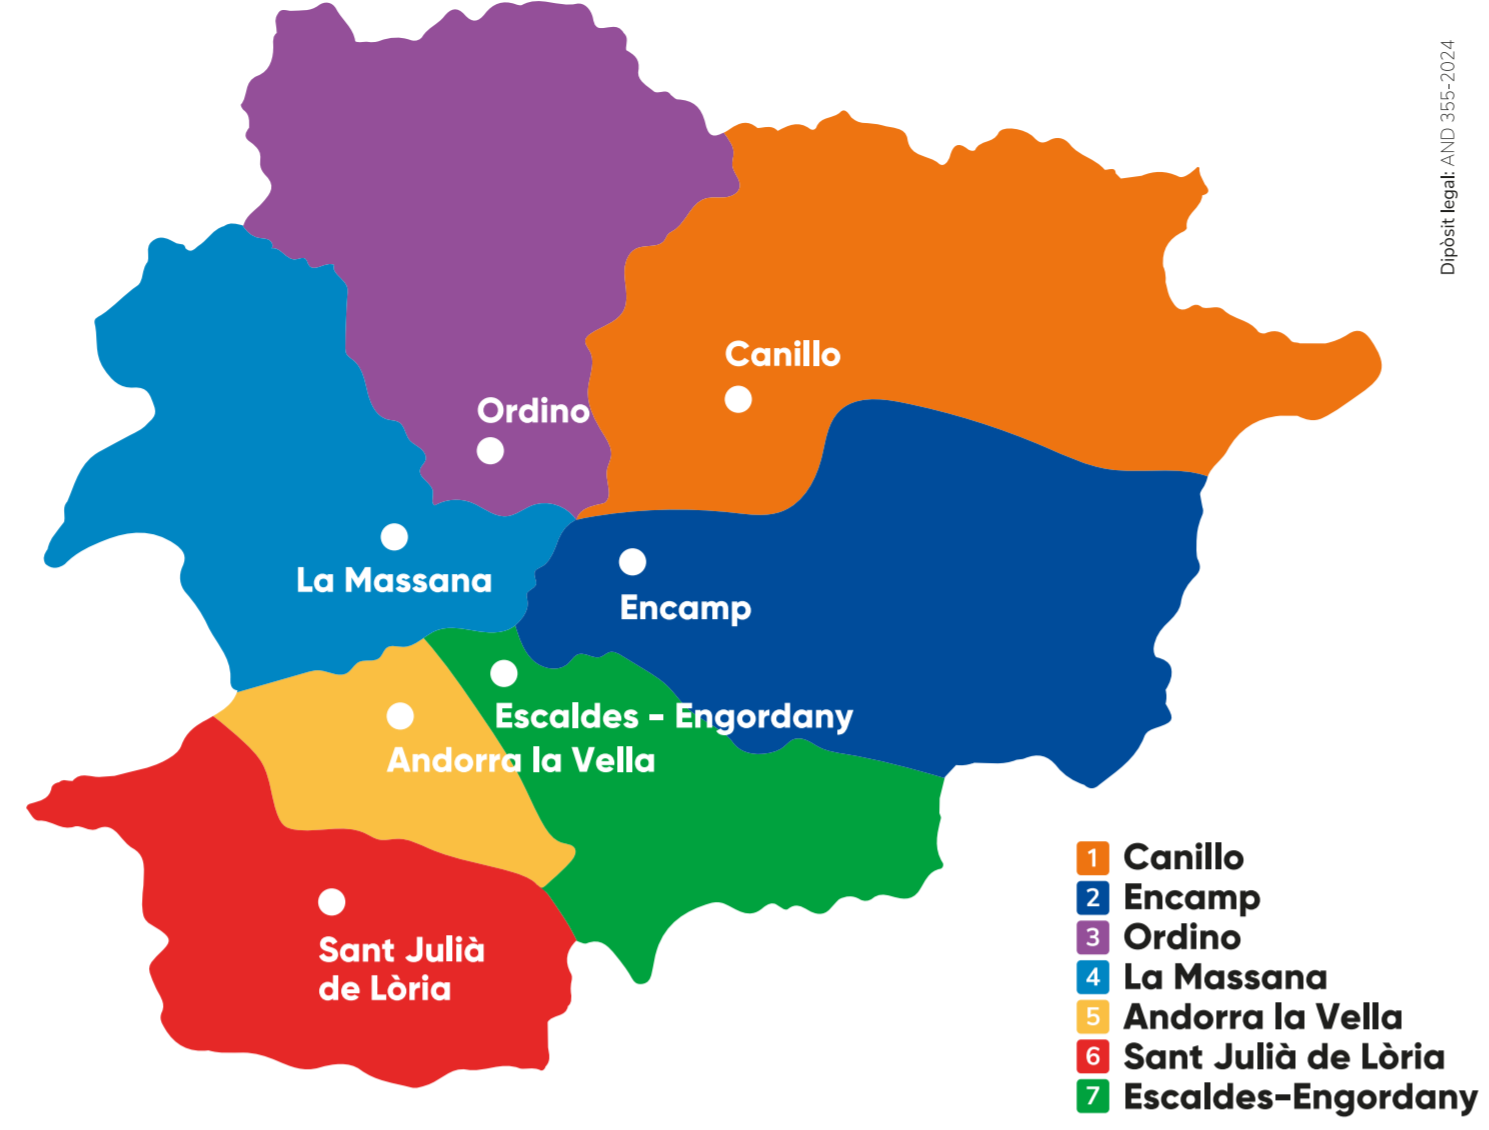 Dipòsit legal: AND 355-2024
Canillo
Ordino
La Massana
Encamp
Escaldes - Engordany
Andorra la Vella
Sant Julià
de Lòria
1 Canillo
2 Encamp
3 Ordino
4 La Massana
5 Andorra la Vella
6 Sant Julià de Lòria
7 Escaldes-Engordany